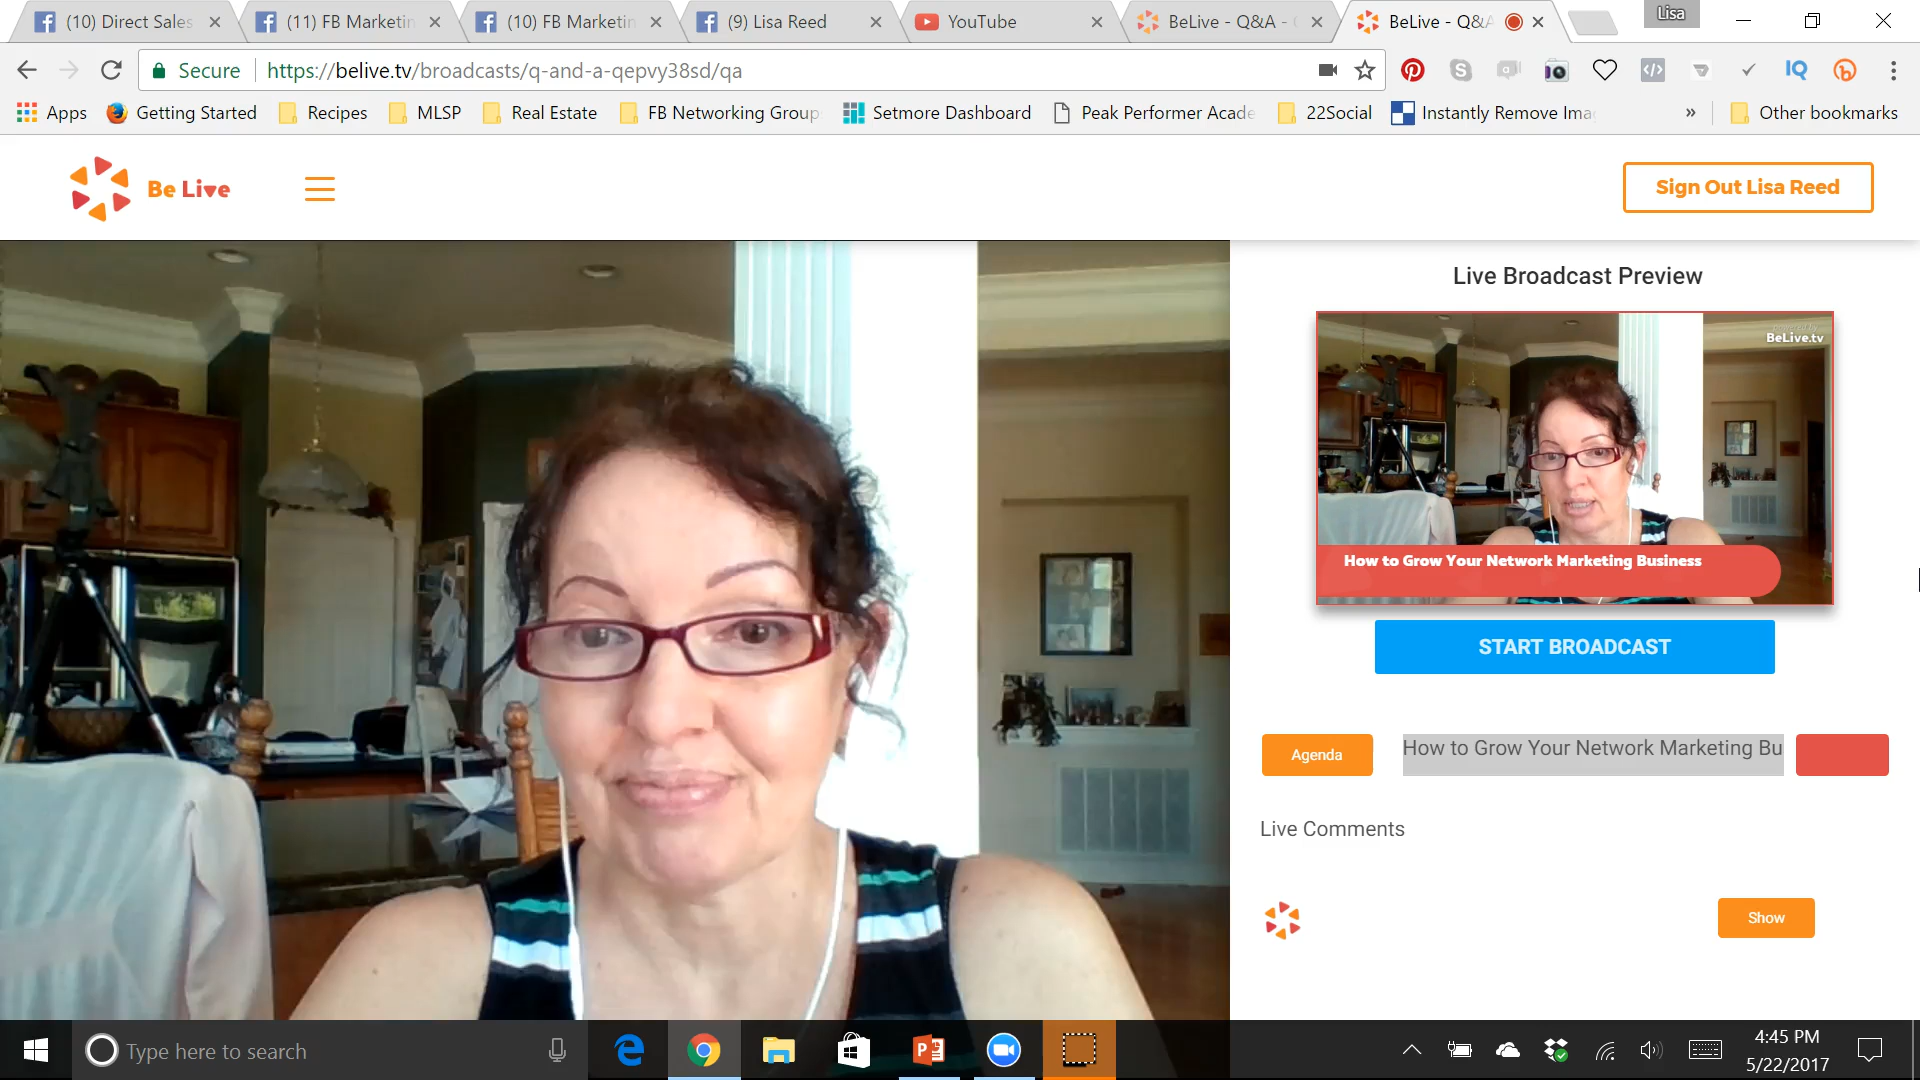 (10) Direct Sales
(11) FB Marketin
(10) FB Marketin
(9) Lisa Reed
YouTube
BeLive - Q&A -
BeLive - Q&A
Lisa
Secure
https://belive.tv/broadcasts/q-and-a-qepvy38sd/qa
Apps
Getting Started
Recipes
MLSP
Real Estate
FB Networking Group
Setmore Dashboard
Peak Performer Acade
22Social
Instantly Remove Ima
»
Other bookmarks
Be Live
Sign Out Lisa Reed
Live Broadcast Preview
powered by
BeLive.tv
How to Grow Your Network Marketing Business
START BROADCAST
Agenda
How to Grow Your Network Marketing Bu
Live Comments
Show
Type here to search
4:45 PM
5/22/2017